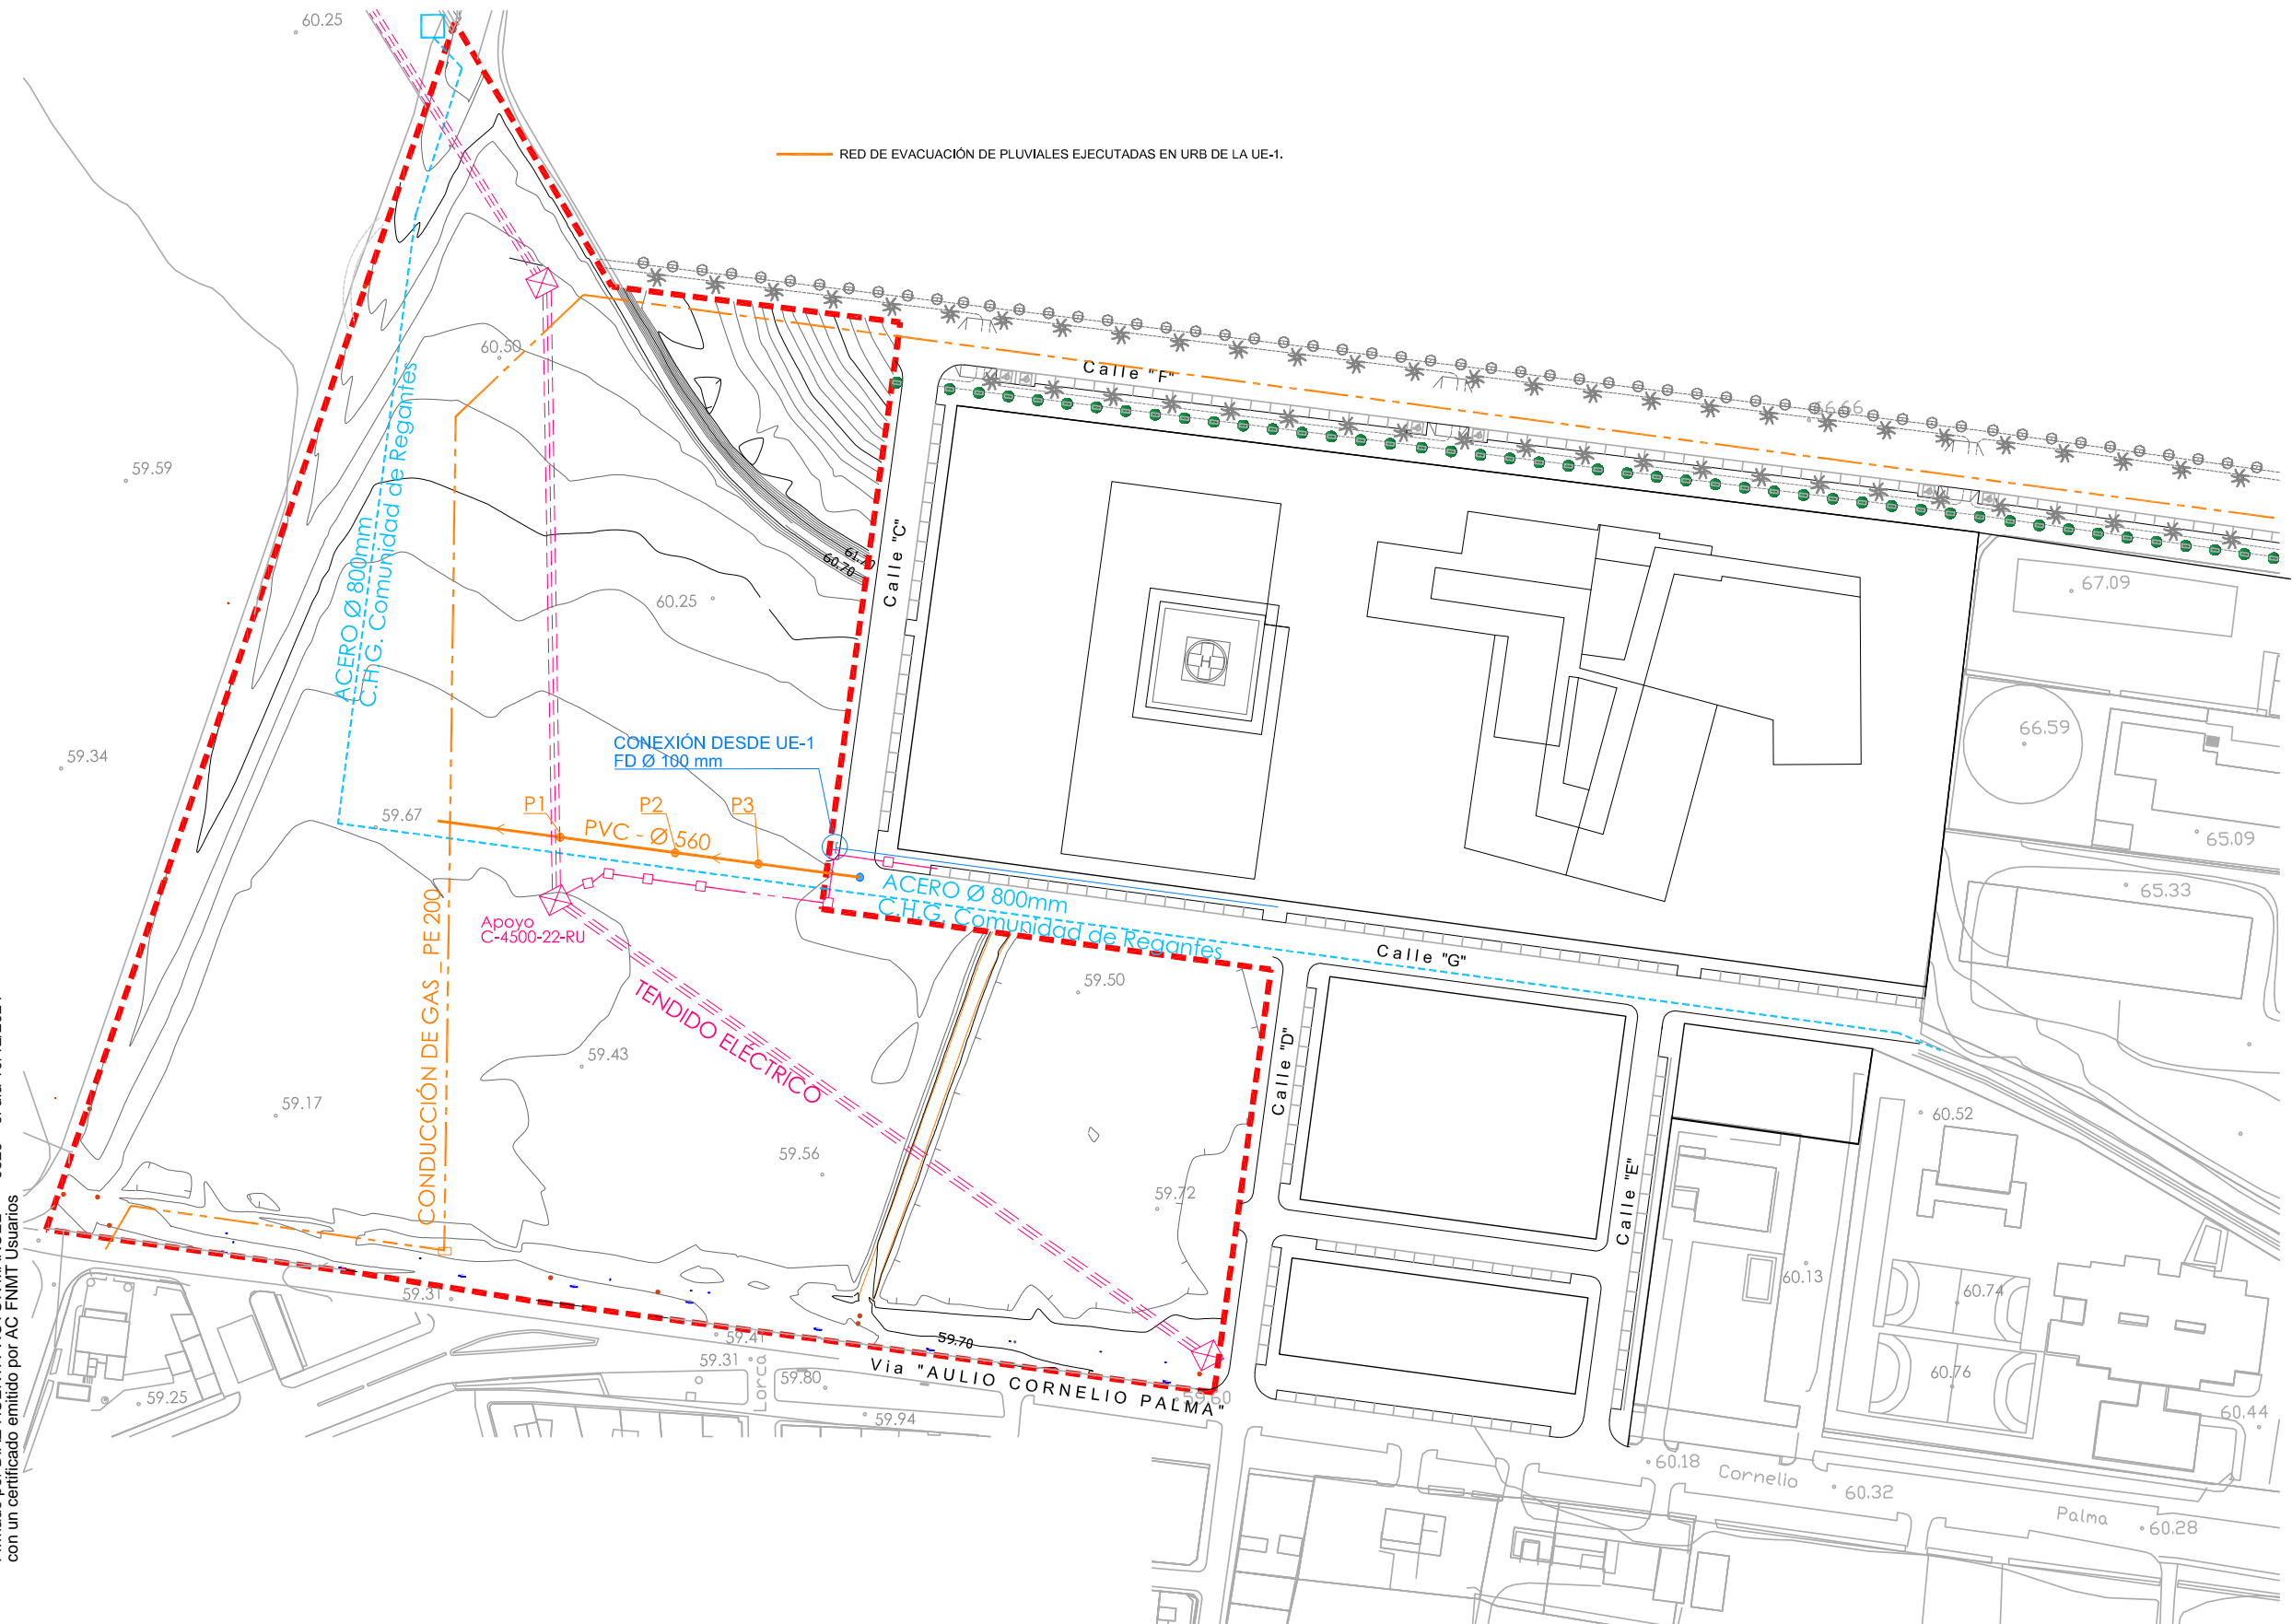 60.25
RED DE EVACUACIÓN DE PLUVIALES EJECUTADAS EN URB DE LA UE-1.
60.50
Calle "F"
66.66
59.59
Calle "C"
61.70
60.70
60.25
67.09
ACERO Ø 800mm
C.H.G. Comunidad de Regantes
66.59
59.34
CONEXIÓN DESDE UE-1
FD Ø 100 mm
59.67
P1
P2
P3
PVC - Ø 560
65.09
65.33
ACERO Ø 800mm
C.H.G. Comunidad de Regantes
Apoyo
C-4500-22-RU
Calle "G"
59.50
TENDIDO ELÉCTRICO
CONDUCCIÓN DE GAS _ PE 200
59.43
Calle "D"
59.17
60.52
59.56
59.72
Calle "E"
60.13
60.74
59.31
59.41
59.70
59.31
Lorca
59.80
Via "AULIO CORNELIO PALMA"
59.60
60.76
59.25
59.94
60.44
60.18
Cornelio
60.32
Palma
60.28
con un certificado emitido por AC FNMT Usuarios